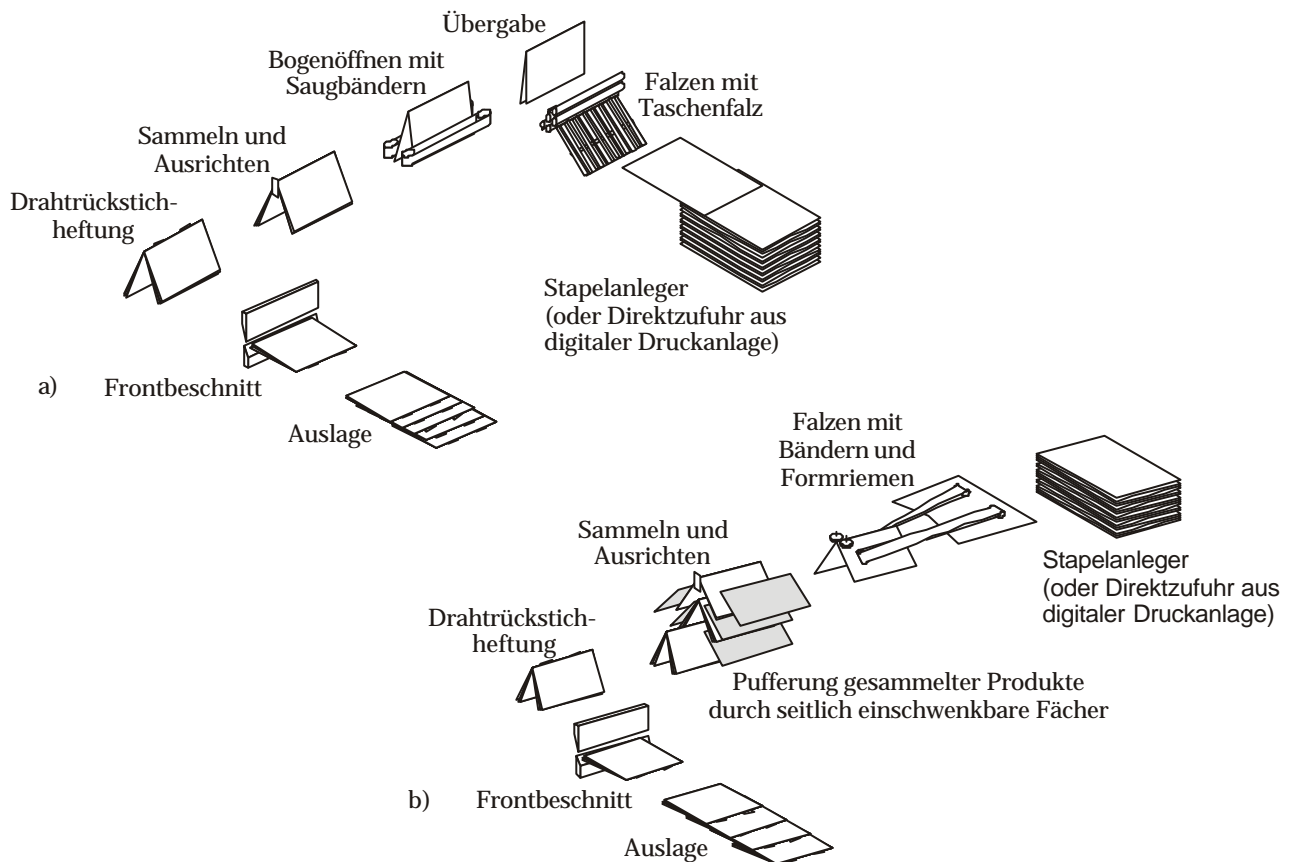 Übergabe
Bogenöffnen mit
Saugbändern
Falzen mit
Taschenfalz
Sammeln und
Ausrichten
Drahtrückstich-
heftung
Stapelanleger
(oder Direktzufuhr aus
digitaler Druckanlage)
a) Frontbeschnitt
Auslage
Falzen mit
Bändern und
Formriemen
Sammeln und
Ausrichten
Stapelanleger
(oder Direktzufuhr aus
digitaler Druckanlage)
Drahtrückstich-
heftung
Pufferung gesammelter Produkte
durch seitlich einschwenkbare Fächer
b) Frontbeschnitt
Auslage